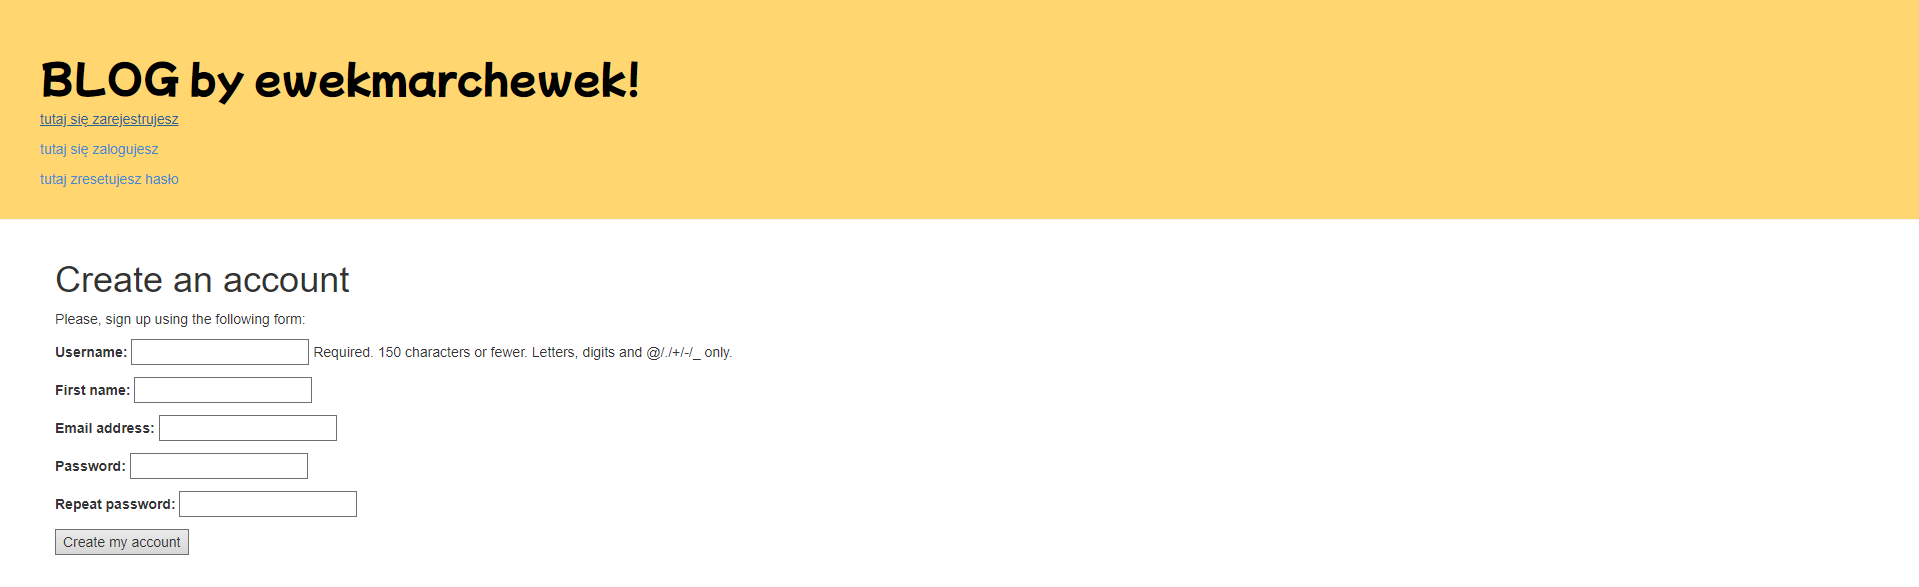 BLOG by ewekmarchewek!
tutaj się zarejestrujesz
tutaj się zalogujesz
tutaj zresetujesz hasło
Create an account
Please, sign up using the following form:
Username: Required. 150 characters or fewer. Letters, digits and @/./+/-/_ only.
First name:
Email address:
Password:
Repeat password:
Create my account